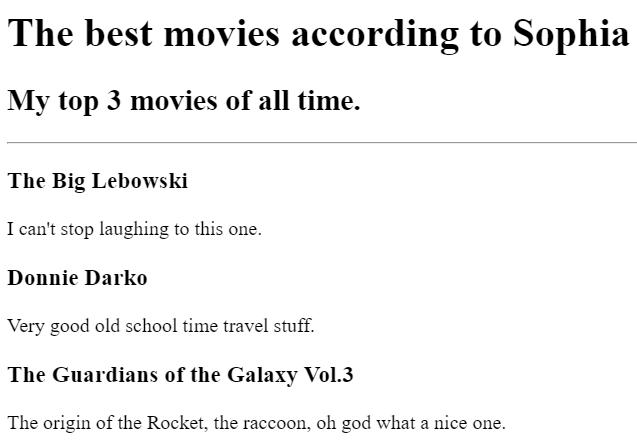 The best movies according to Sophia
My top 3 movies of all time.
The Big Lebowski
I can't stop laughing to this one.
Donnie Darko
Very good old school time travel stuff.
The Guardians of the Galaxy Vol.3
The origin of the Rocket, the raccoon, oh god what a nice one.